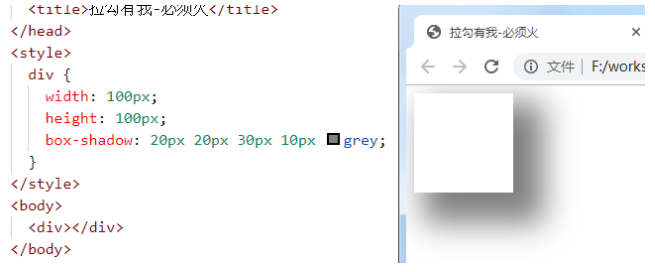 <title>拉勾有我-必须火</title>
</head>
<style>
div {
width: 100px;
height: 100px;
box-shadow: 20px 20px 30px 10px grey;
}
</style>
<body>
<div></div>
</body>
拉勾有我-必须火
文件 | F:/works